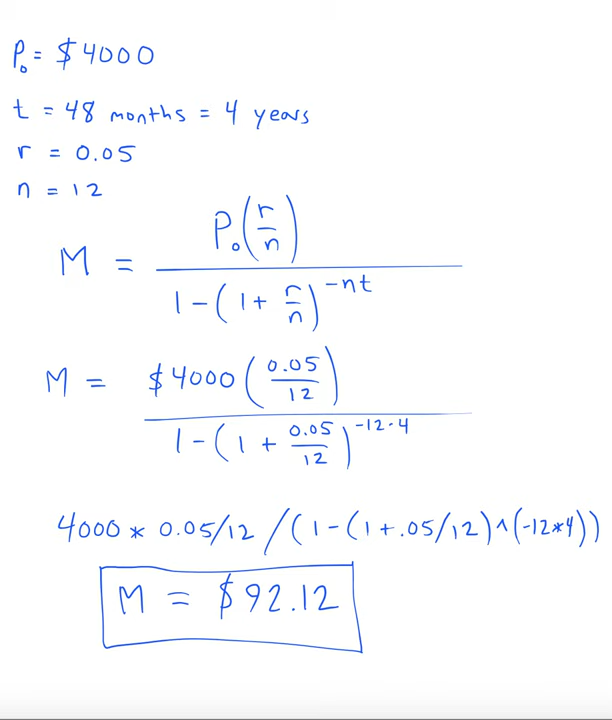 P₀ = $4000
t = 48 months = 4 years
r = 0.05
n = 12
M = P₀(r/n) / 1-(1+ r/n)^-nt
M = $4000(0.05/12) / 1-(1 + 0.05/12)^-12·4
4000 * 0.05/12 /(1-(1+.05/12)^(-12*4))
M = $92.12